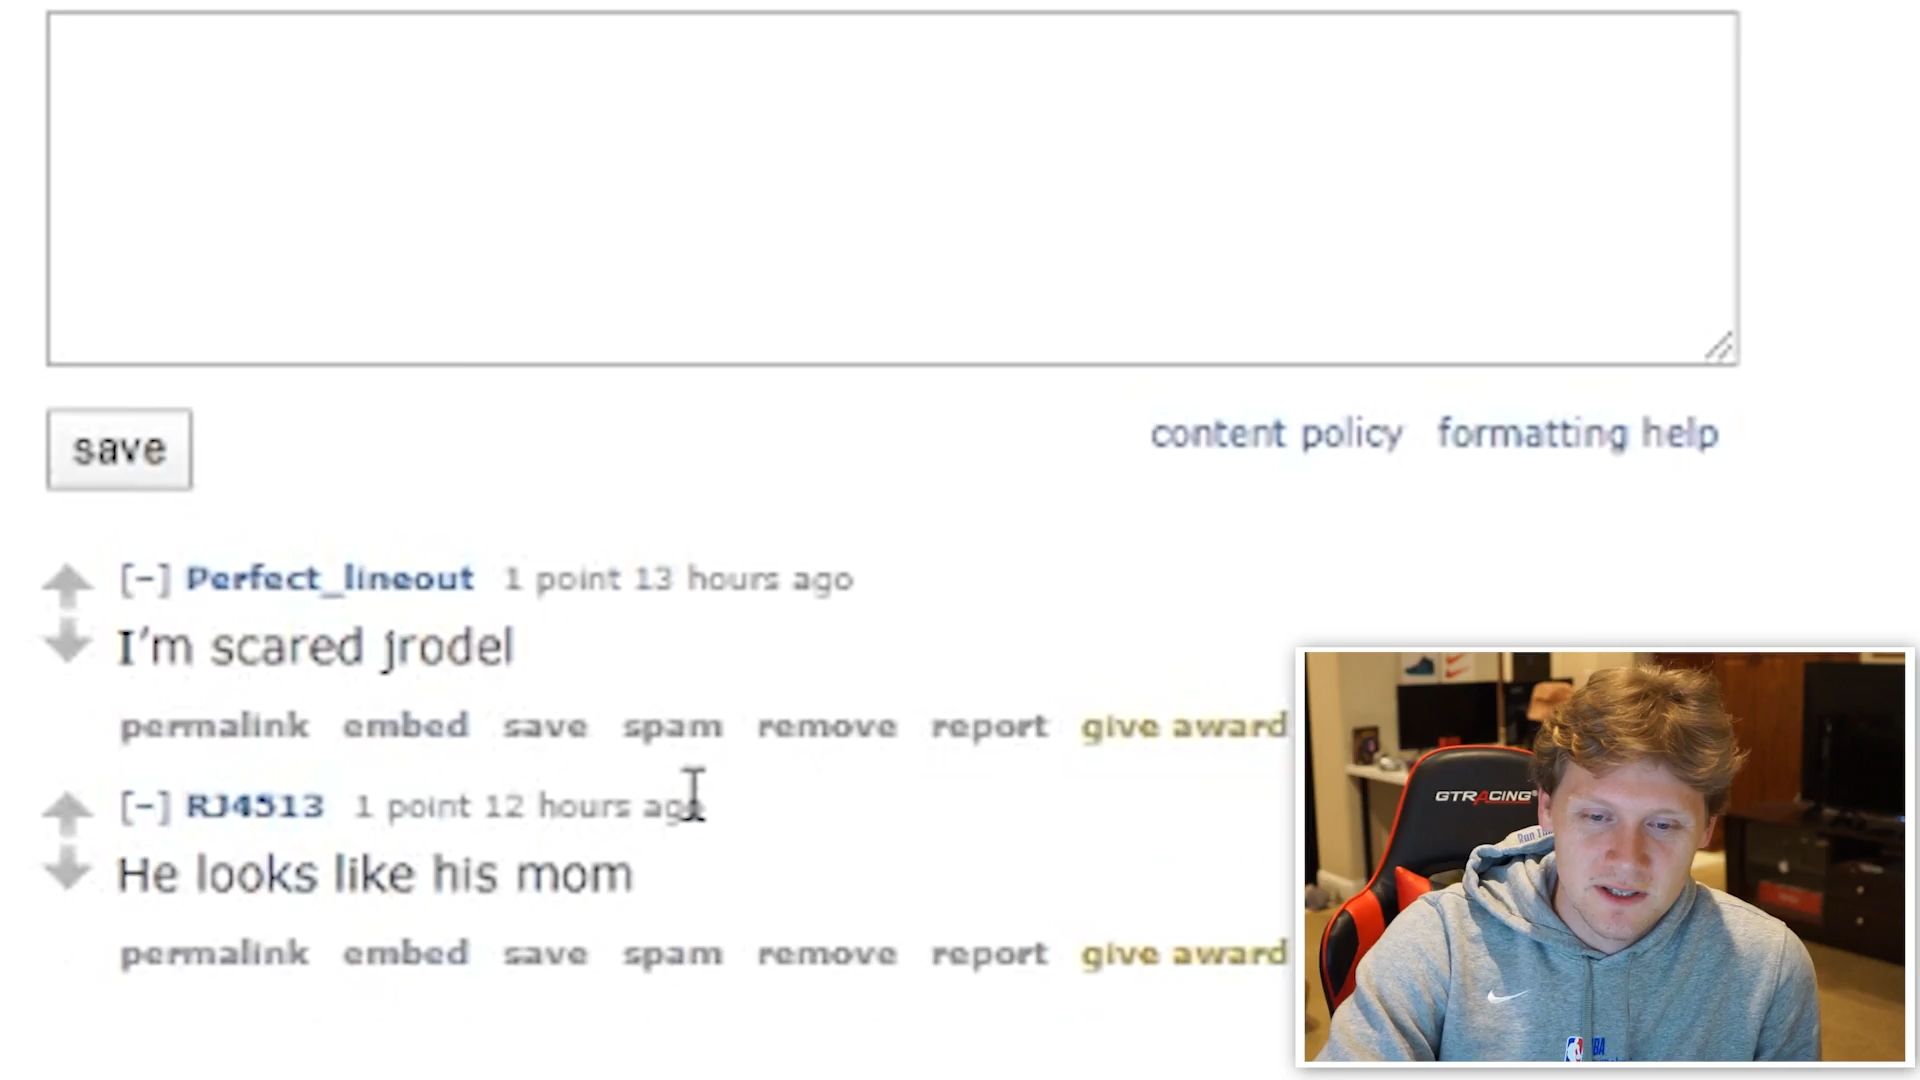 save
content policy formatting help
[-] Perfect_lineout 1 point 13 hours ago
I'm scared jrodel
permalink embed save spam remove report give award
[-] RJ4513 1 point 12 hours ago
He looks like his mom
permalink embed save spam remove report give award
GTRACING
Run